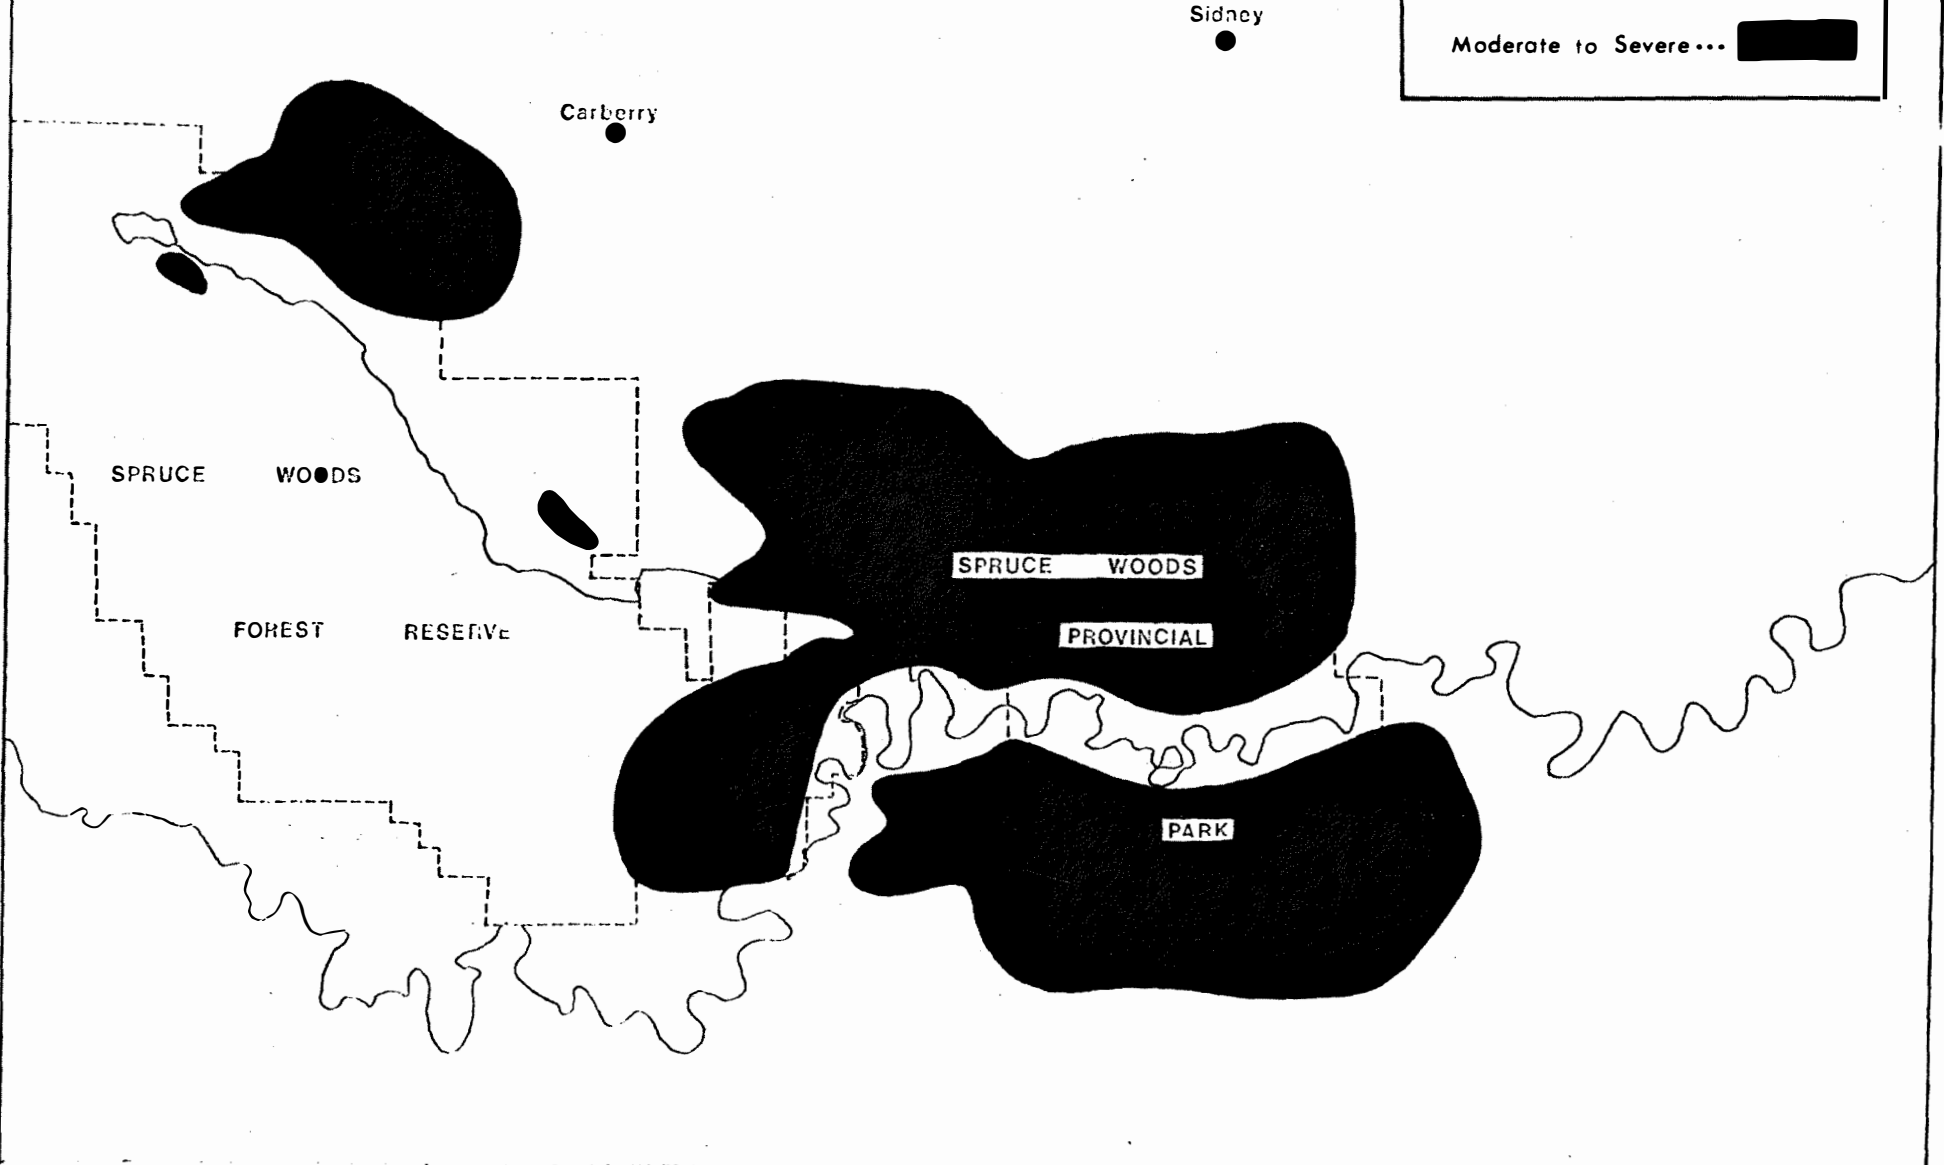 Sidney
Moderate to Severe...
Carberry
SPRUCE WOODS
FOREST RESERVE
SPRUCE WOODS
PROVINCIAL
PARK